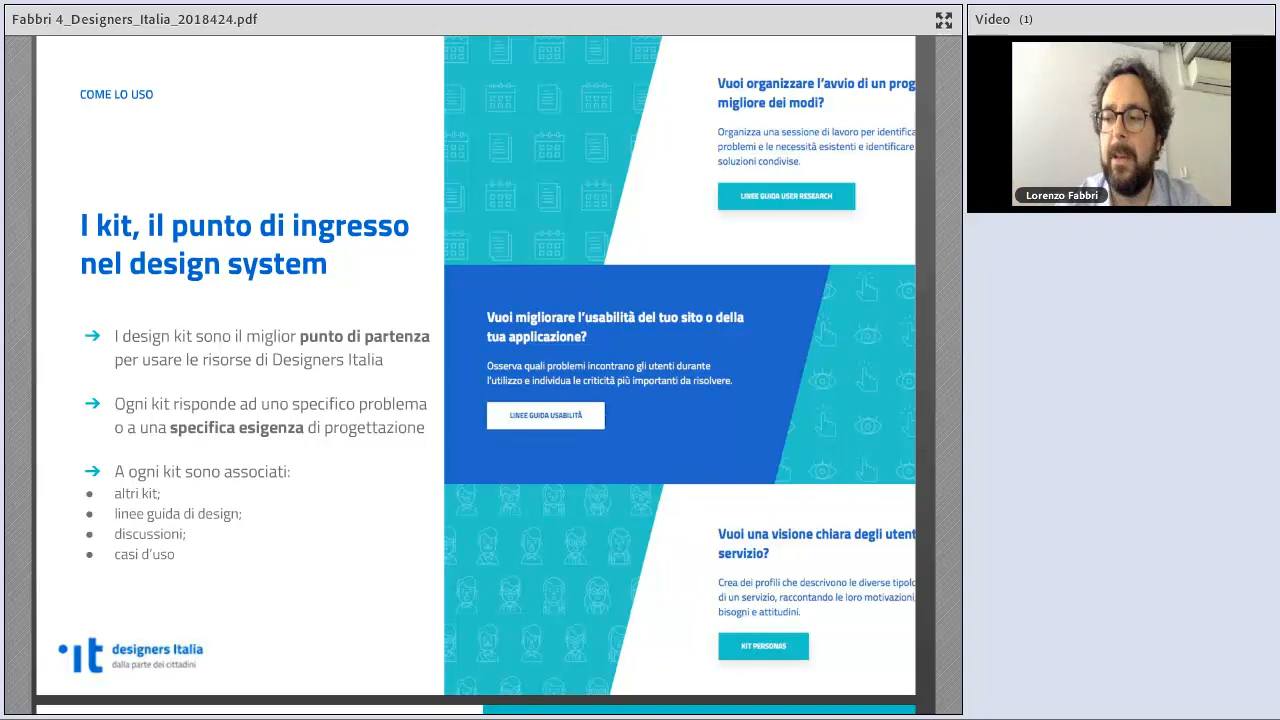 Fabbri 4_Designers_Italia_2018424.pdf
Video (1)
COME LO USO
I kit, il punto di ingresso
nel design system
I design kit sono il miglior punto di partenza
per usare le risorse di Designers Italia
Ogni kit risponde ad uno specifico problema
o a una specifica esigenza di progettazione
A ogni kit sono associati:
altri kit;
linee guida di design;
discussioni;
casi d'uso
designers Italia
dalla parte dei cittadini
Vuoi organizzare l'avvio di un prog
migliore dei modi?
Organizza una sessione di lavoro per identifica
problemi e le necessità esistenti e identificare
soluzioni condivise.
LINEE GUIDA USER RESEARCH
Vuoi migliorare l'usabilità del tuo sito o della
tua applicazione?
Osserva quali problemi incontrano gli utenti durante
l'utilizzo e individua le criticità più importanti da risolvere.
LINEE GUIDA USABILITÀ
Vuoi una visione chiara degli utent
servizio?
Crea dei profili che descrivono le diverse tipolo
di un servizio, raccontando le loro motivazioni,
bisogni e attitudini.
KIT PERSONAS
Lorenzo Fabbri